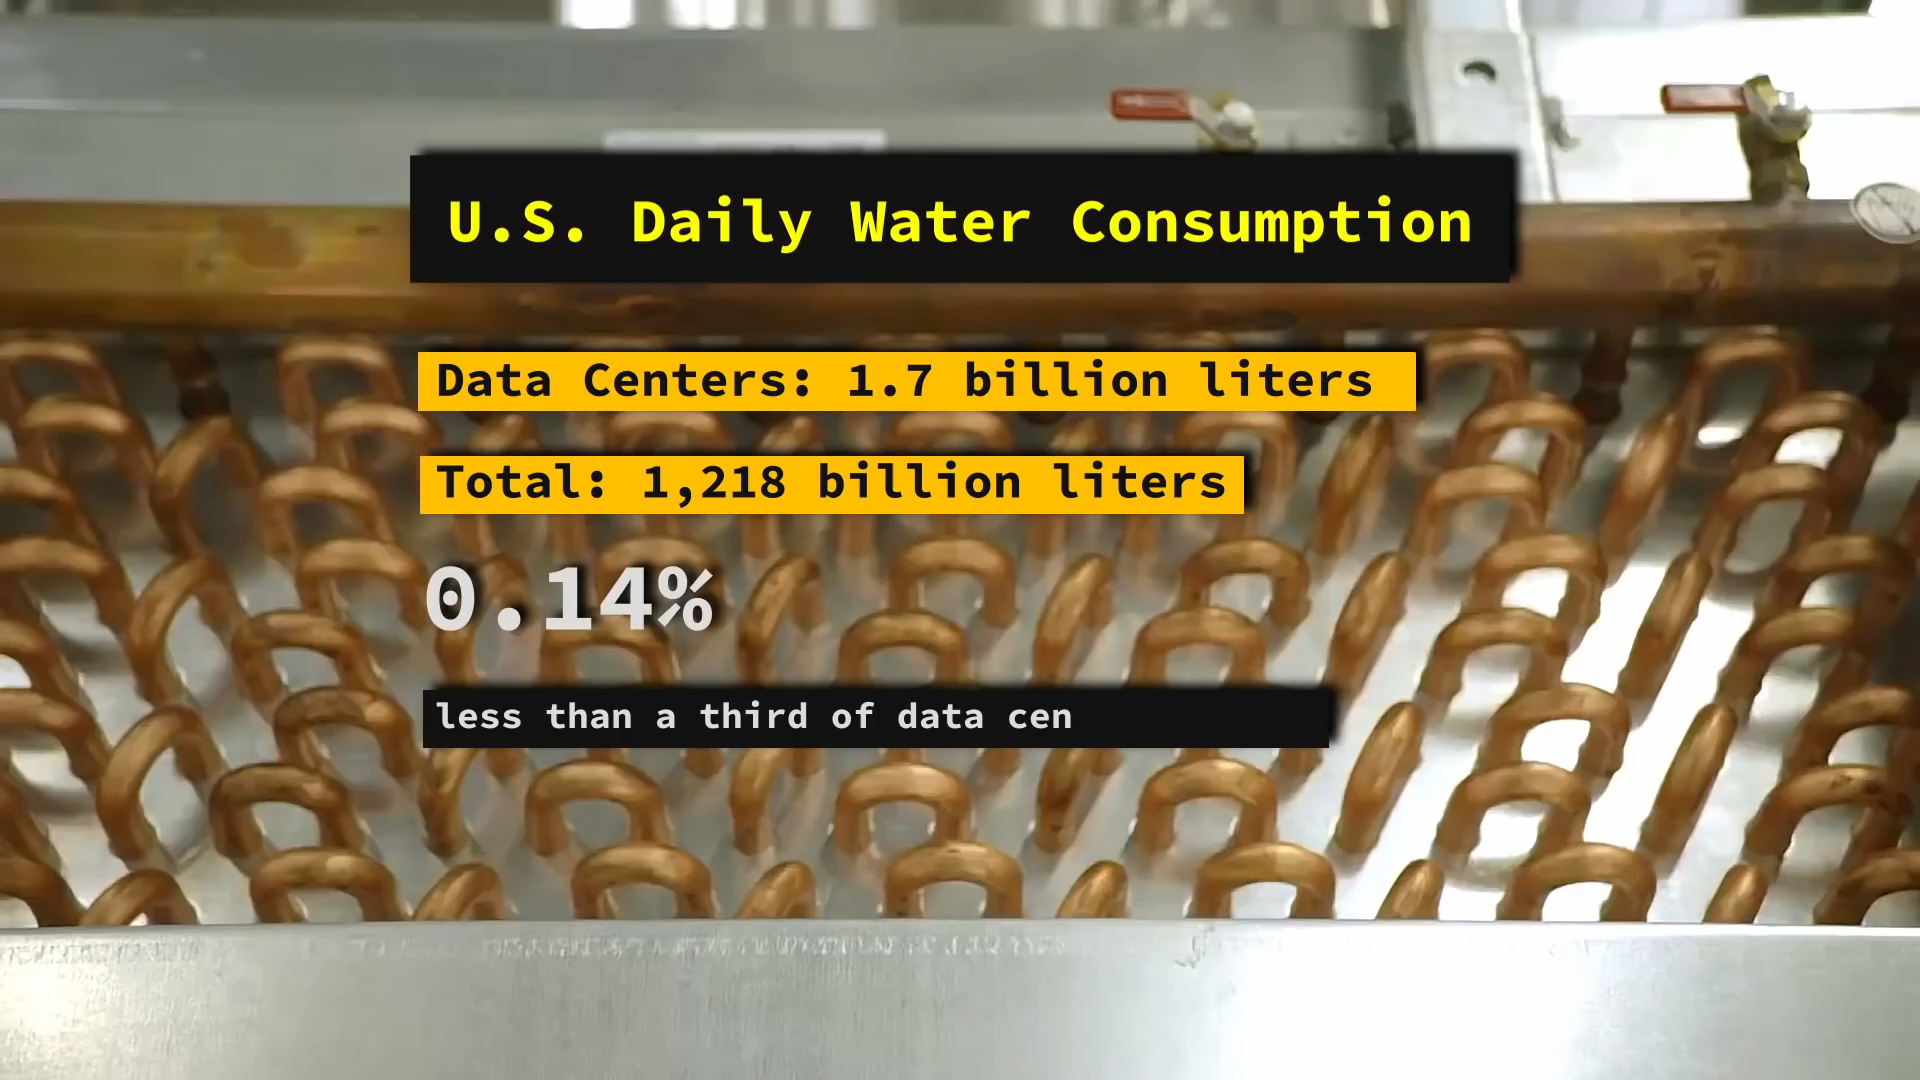 U.S. Daily Water Consumption
Data Centers: 1.7 billion liters
Total: 1,218 billion liters
0.14%
less than a third of data cen